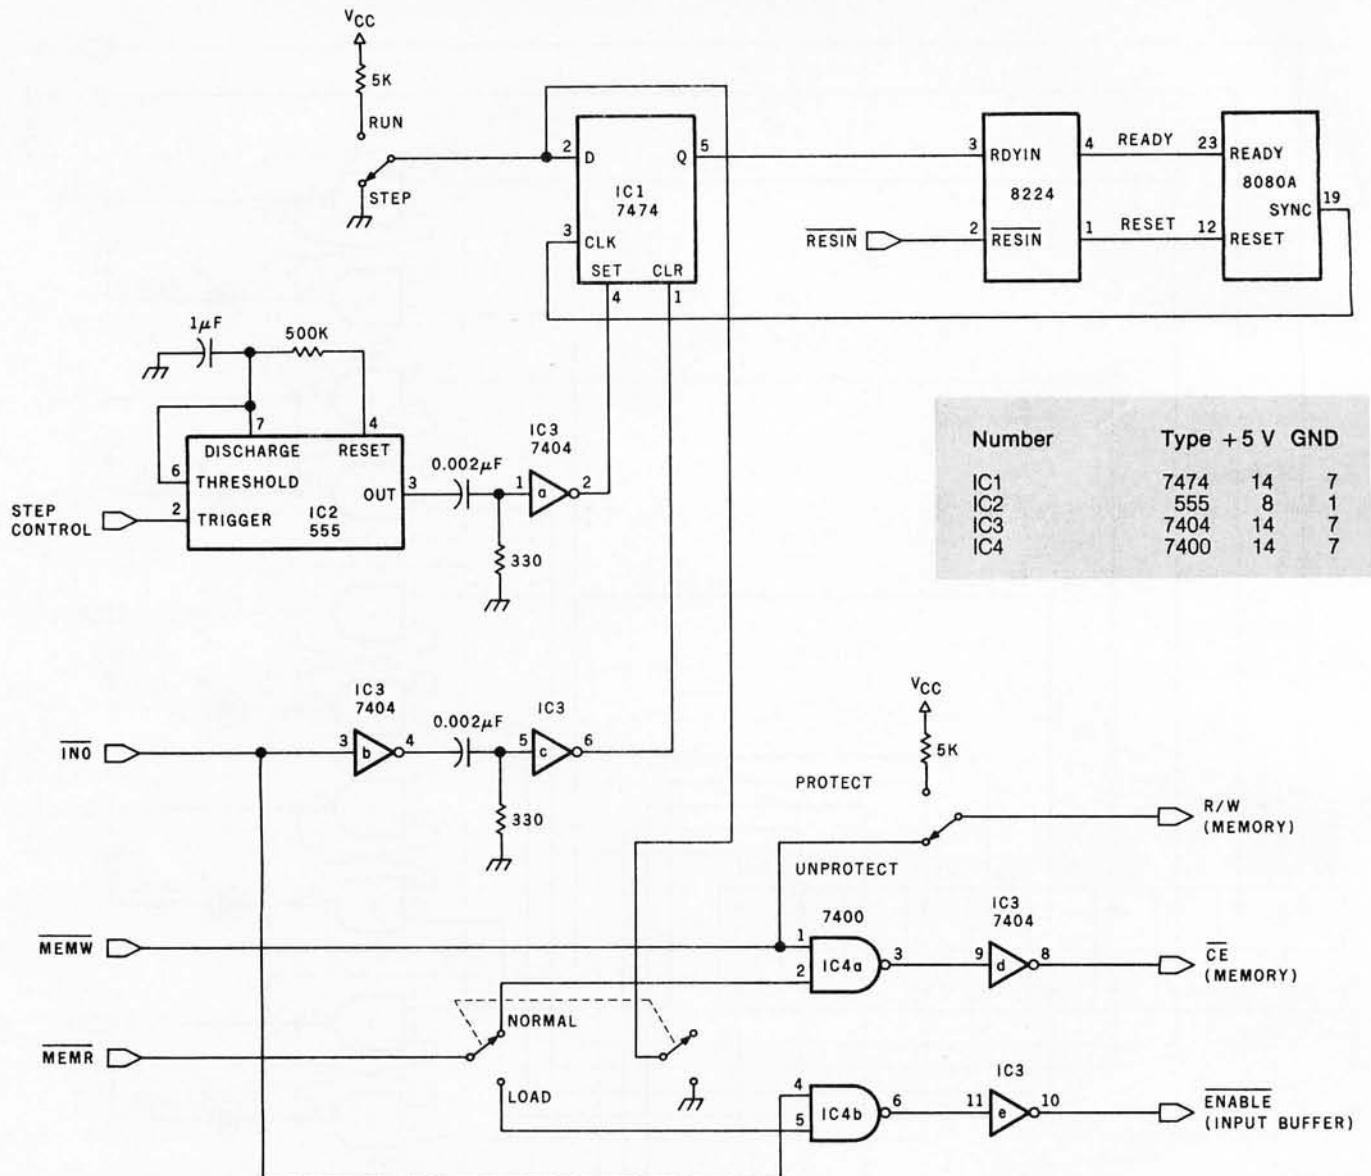 VCC
5K
RUN
STEP
2 D Q 5
IC1
7474
3 CLK
SET CLR
4 1
3 RDYIN 4 READY 23 READY
8224 8080A
SYNC 19
RESIN 2 RESIN 1 RESET 12 RESET
1µF 500K
7 4
DISCHARGE RESET
6 THRESHOLD
OUT 3
STEP CONTROL 2 TRIGGER
IC2
555
0.002µF
IC3
7404
1 a 2
330
Number Type +5 V GND
IC1 7474 14 7
IC2 555 8 1
IC3 7404 14 7
IC4 7400 14 7
IC3
7404
0.002µF
IC3
IN0 3 b 4 5 c 6
330
VCC
5K
PROTECT
R/W
(MEMORY)
UNPROTECT
7400
IC3
7404
MEMW 1
2 IC4a 3 9 d 8 CE
(MEMORY)
NORMAL
MEMR
LOAD
IC3
4
5 IC4b 6 11 e 10 ENABLE
(INPUT BUFFER)